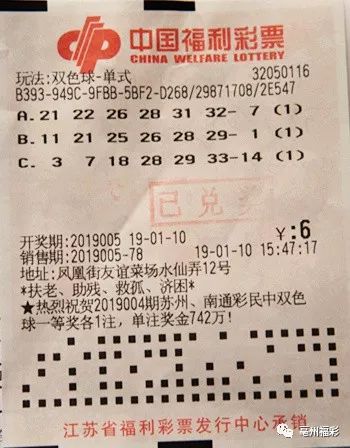 中国福利彩票
CHINA WELFARE LOTTERY
玩法:双色球-单式 32050116
B393-949C-9FBB-5BF2-D268/29871708/2E547
A.21 22 26 28 31 32-7(1)
B.11 21 25 26 28 29-1(1)
C.3 7 18 28 29 33-14(1)
已兑奖
开奖期:2019005 19-01-10 ¥:6
销售期:2019005-78 19-01-10 15:47:17
地址:凤凰街友谊菜场水仙弄12号
*扶老、助残、救孤、济困*
★热烈祝贺2019004期苏州、南通彩民中双色
球一等奖各1注,单注奖金742万!
江苏省福利彩票发行中心承销
亳州福彩